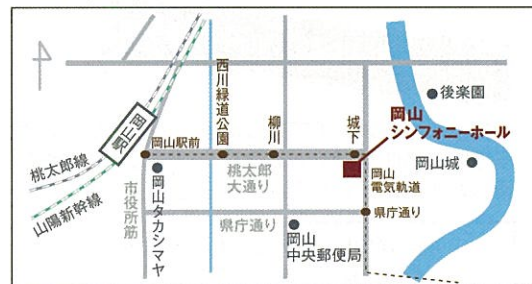 西川緑道公園
柳川
城下
後楽園
岡山
シンフォニーホール
岡山駅
岡山駅前
岡山城
桃太郎線
桃太郎
大通り
岡山
電気軌道
市役所筋
岡山タカシマヤ
山陽新幹線
県庁通り
県庁通り
岡山
中央郵便局